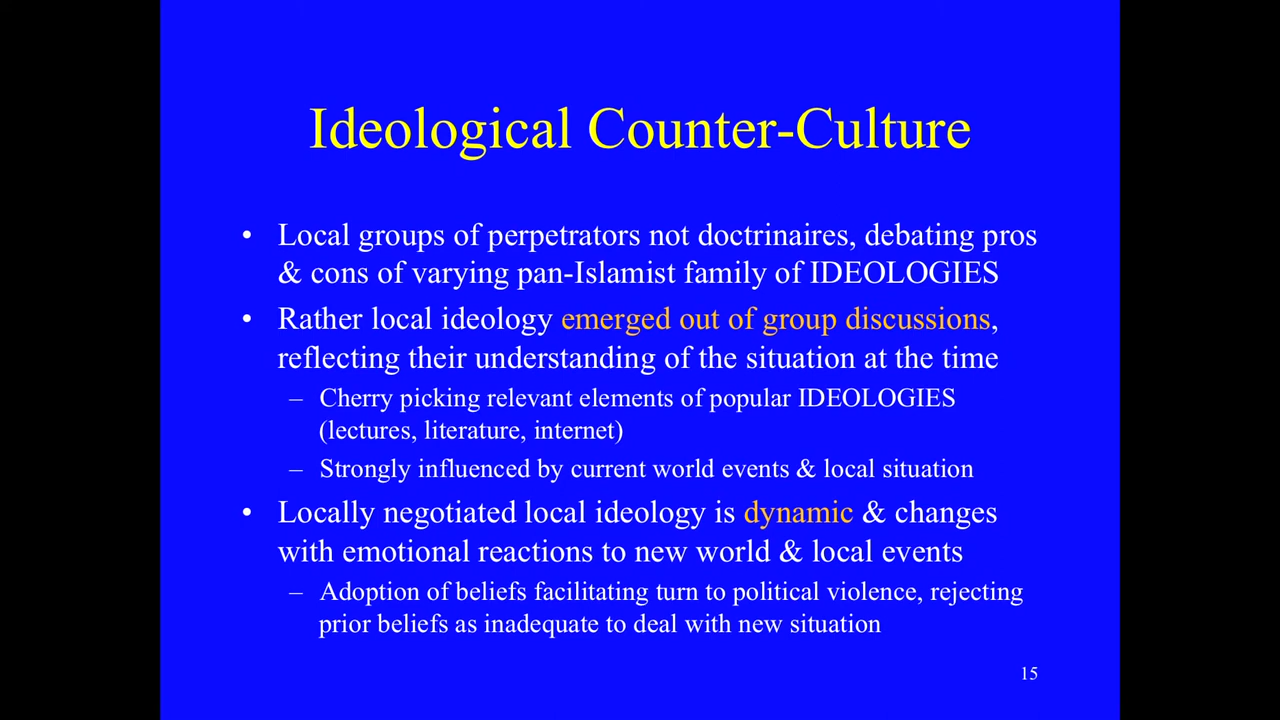 Ideological Counter-Culture
• Local groups of perpetrators not doctrinaires, debating pros
& cons of varying pan-Islamist family of IDEOLOGIES
• Rather local ideology emerged out of group discussions,
reflecting their understanding of the situation at the time
– Cherry picking relevant elements of popular IDEOLOGIES
(lectures, literature, internet)
– Strongly influenced by current world events & local situation
• Locally negotiated local ideology is dynamic & changes
with emotional reactions to new world & local events
– Adoption of beliefs facilitating turn to political violence, rejecting
prior beliefs as inadequate to deal with new situation
15